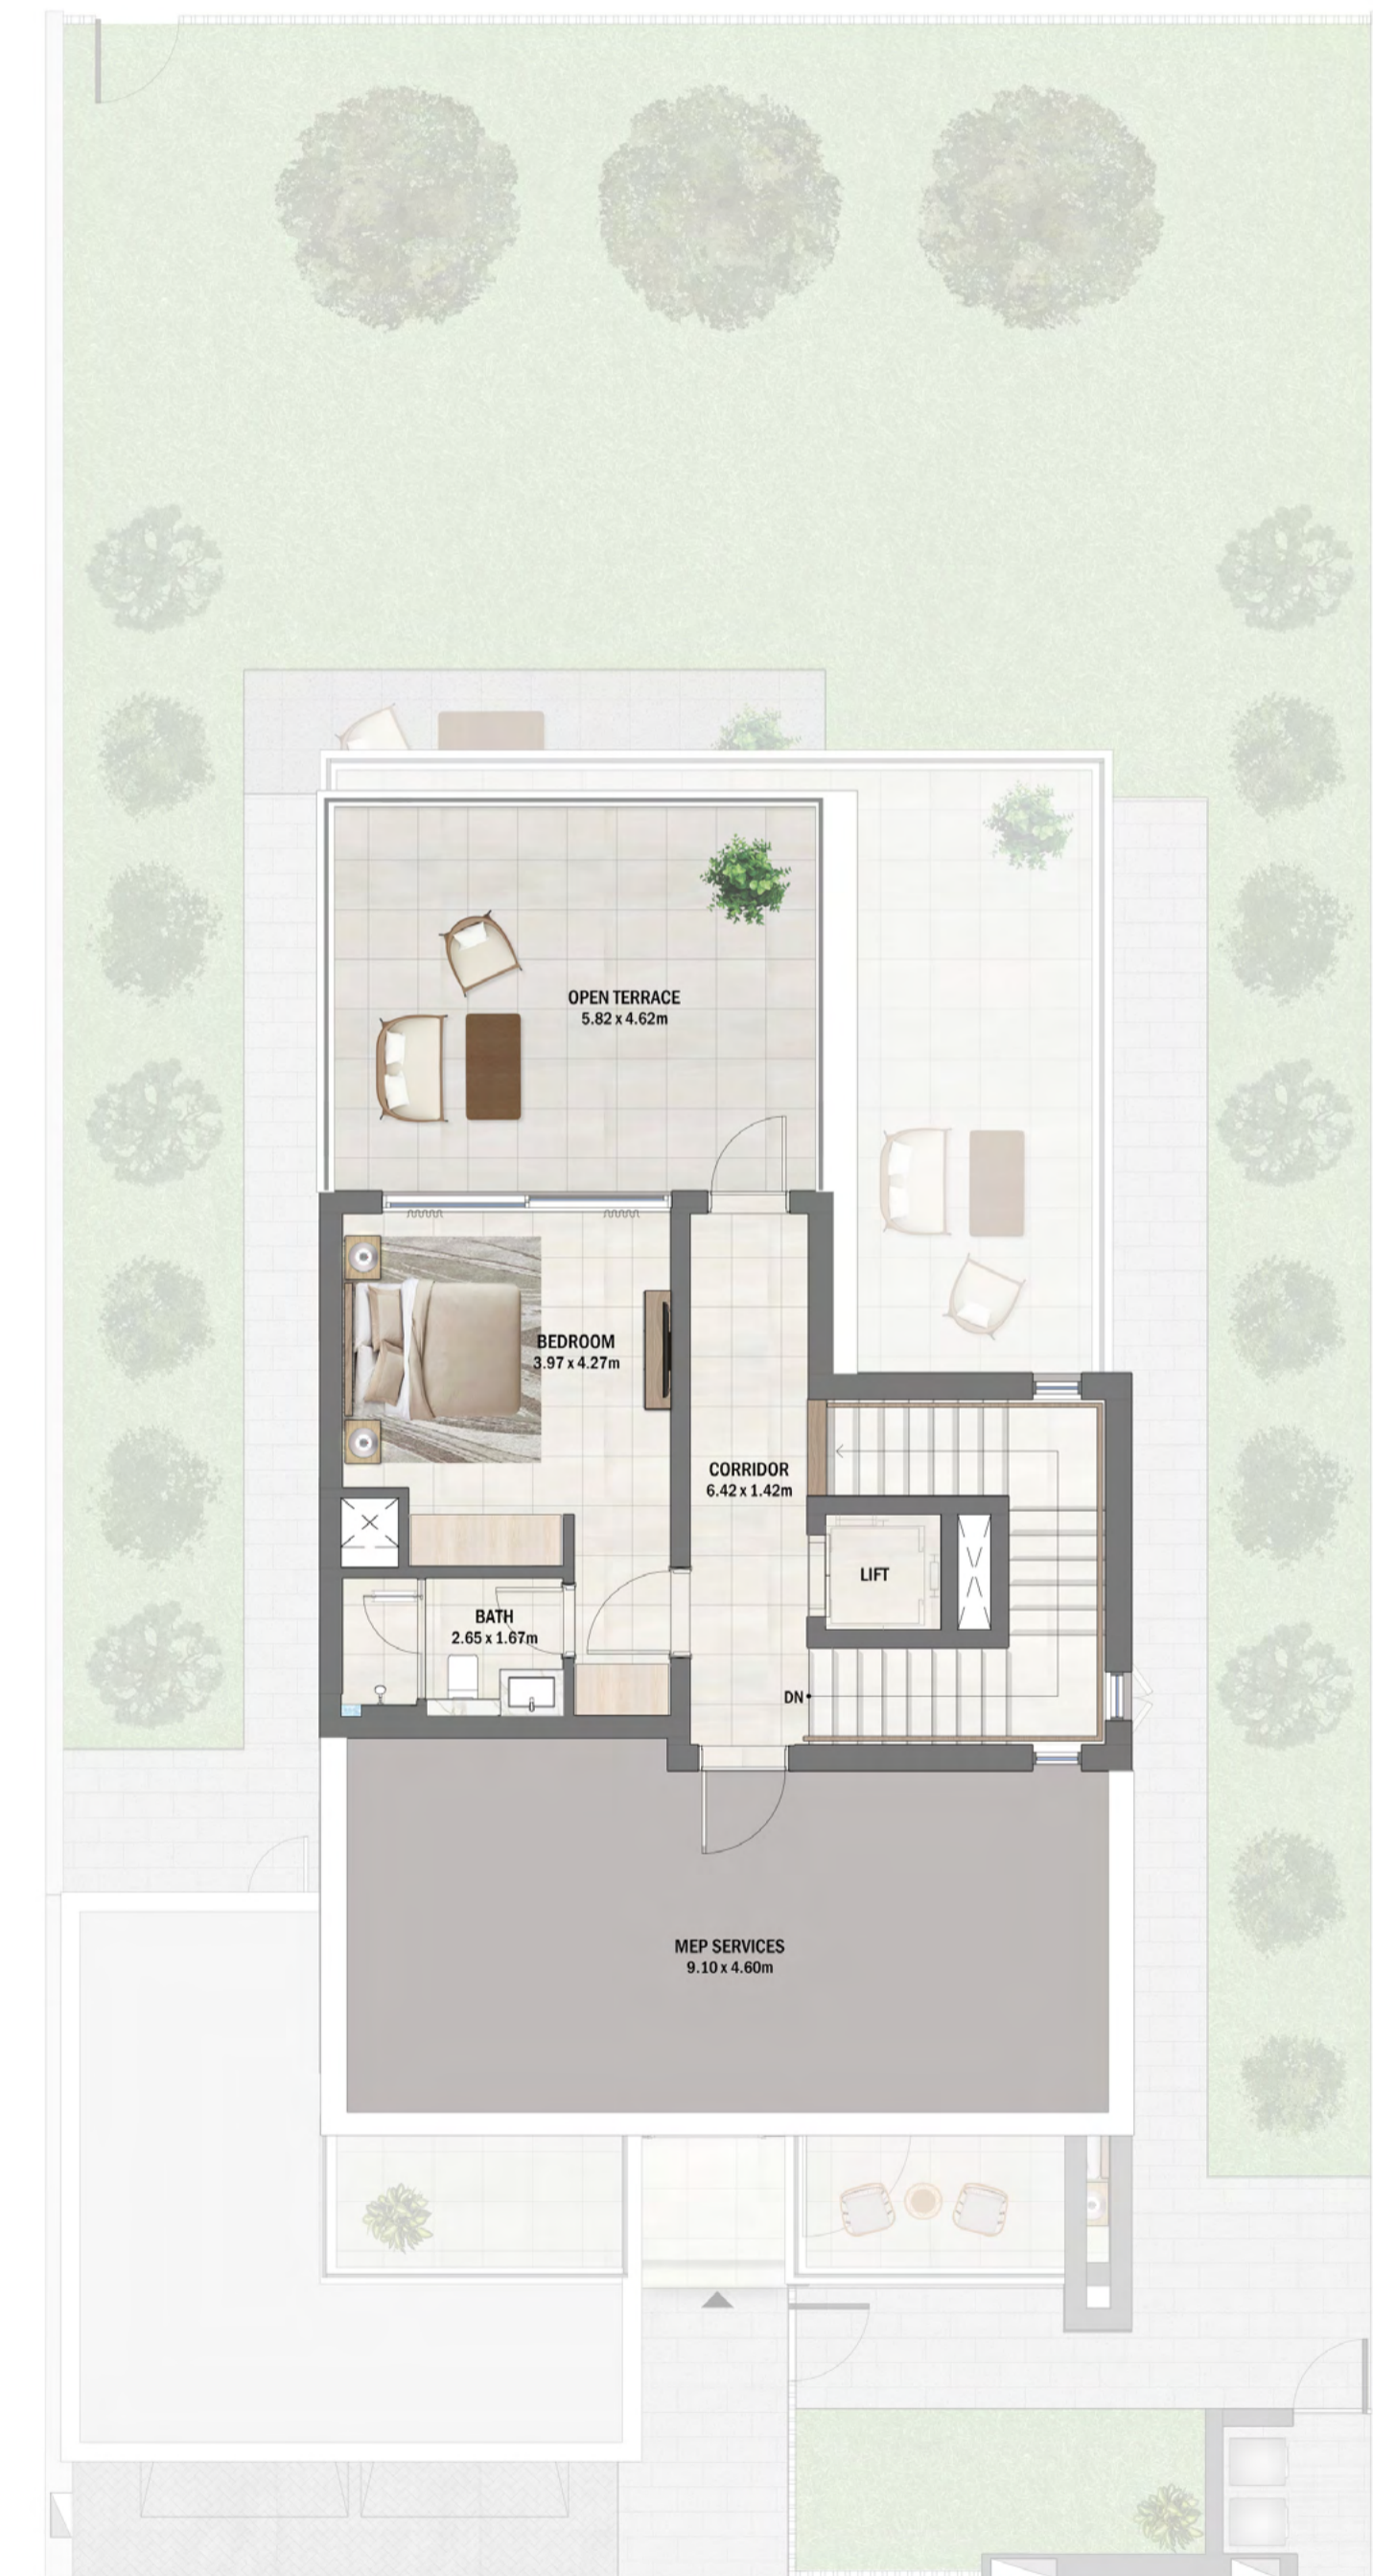 OPEN TERRACE
5.82 x 4.62m
BEDROOM
3.97 x 4.27m
CORRIDOR
6.42 x 1.42m
LIFT
BATH
2.65 x 1.67m
DN
MEP SERVICES
9.10 x 4.60m